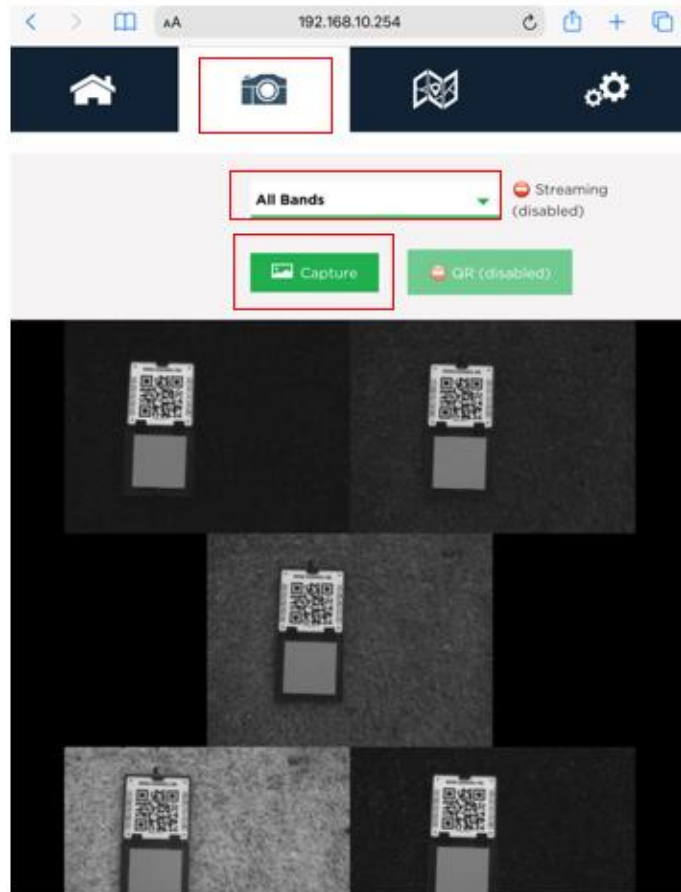 AA
192.168.10.254
All Bands
Streaming
(disabled)
Capture
QR (disabled)